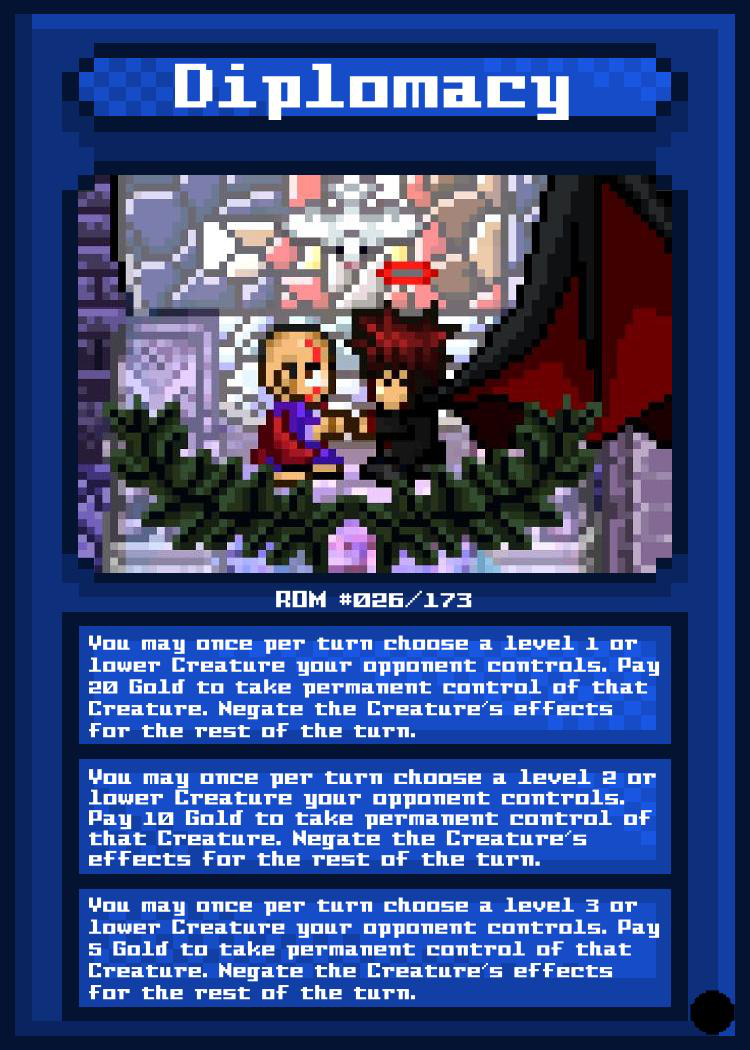 Diplomacy
ROM #026/173
You may once per turn choose a level 1 or
lower Creature your opponent controls. Pay
20 Gold to take permanent control of that
Creature. Negate the Creature's effects
for the rest of the turn.
You may once per turn choose a level 2 or
lower Creature your opponent controls.
Pay 10 Gold to take permanent control of
that Creature. Negate the Creature's
effects for the rest of the turn.
You may once per turn choose a level 3 or
lower Creature your opponent controls. Pay
5 Gold to take permanent control of that
Creature. Negate the Creature's effects
for the rest of the turn.